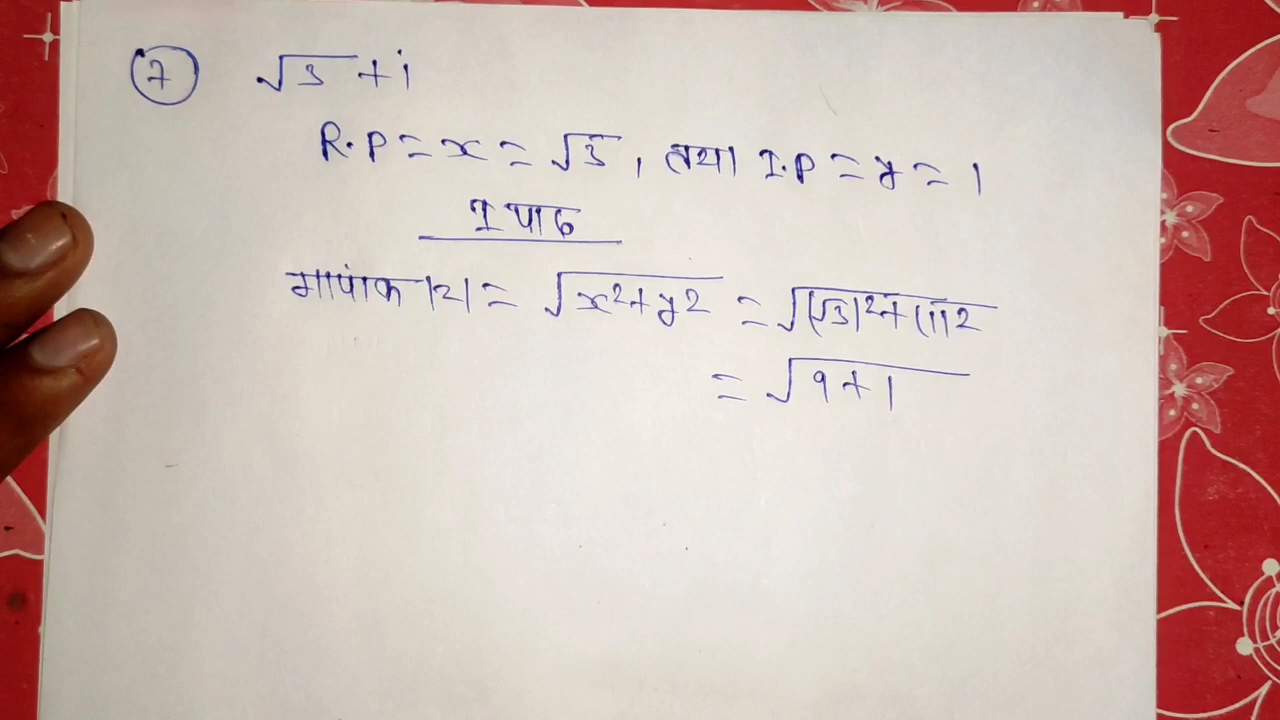 ⑦ √3 + i
R.P = x = √3, तथा I.P = y = 1
I पाद
मापांक |z| = √x²+y² = √(√3)²+(1)²
= √9+1